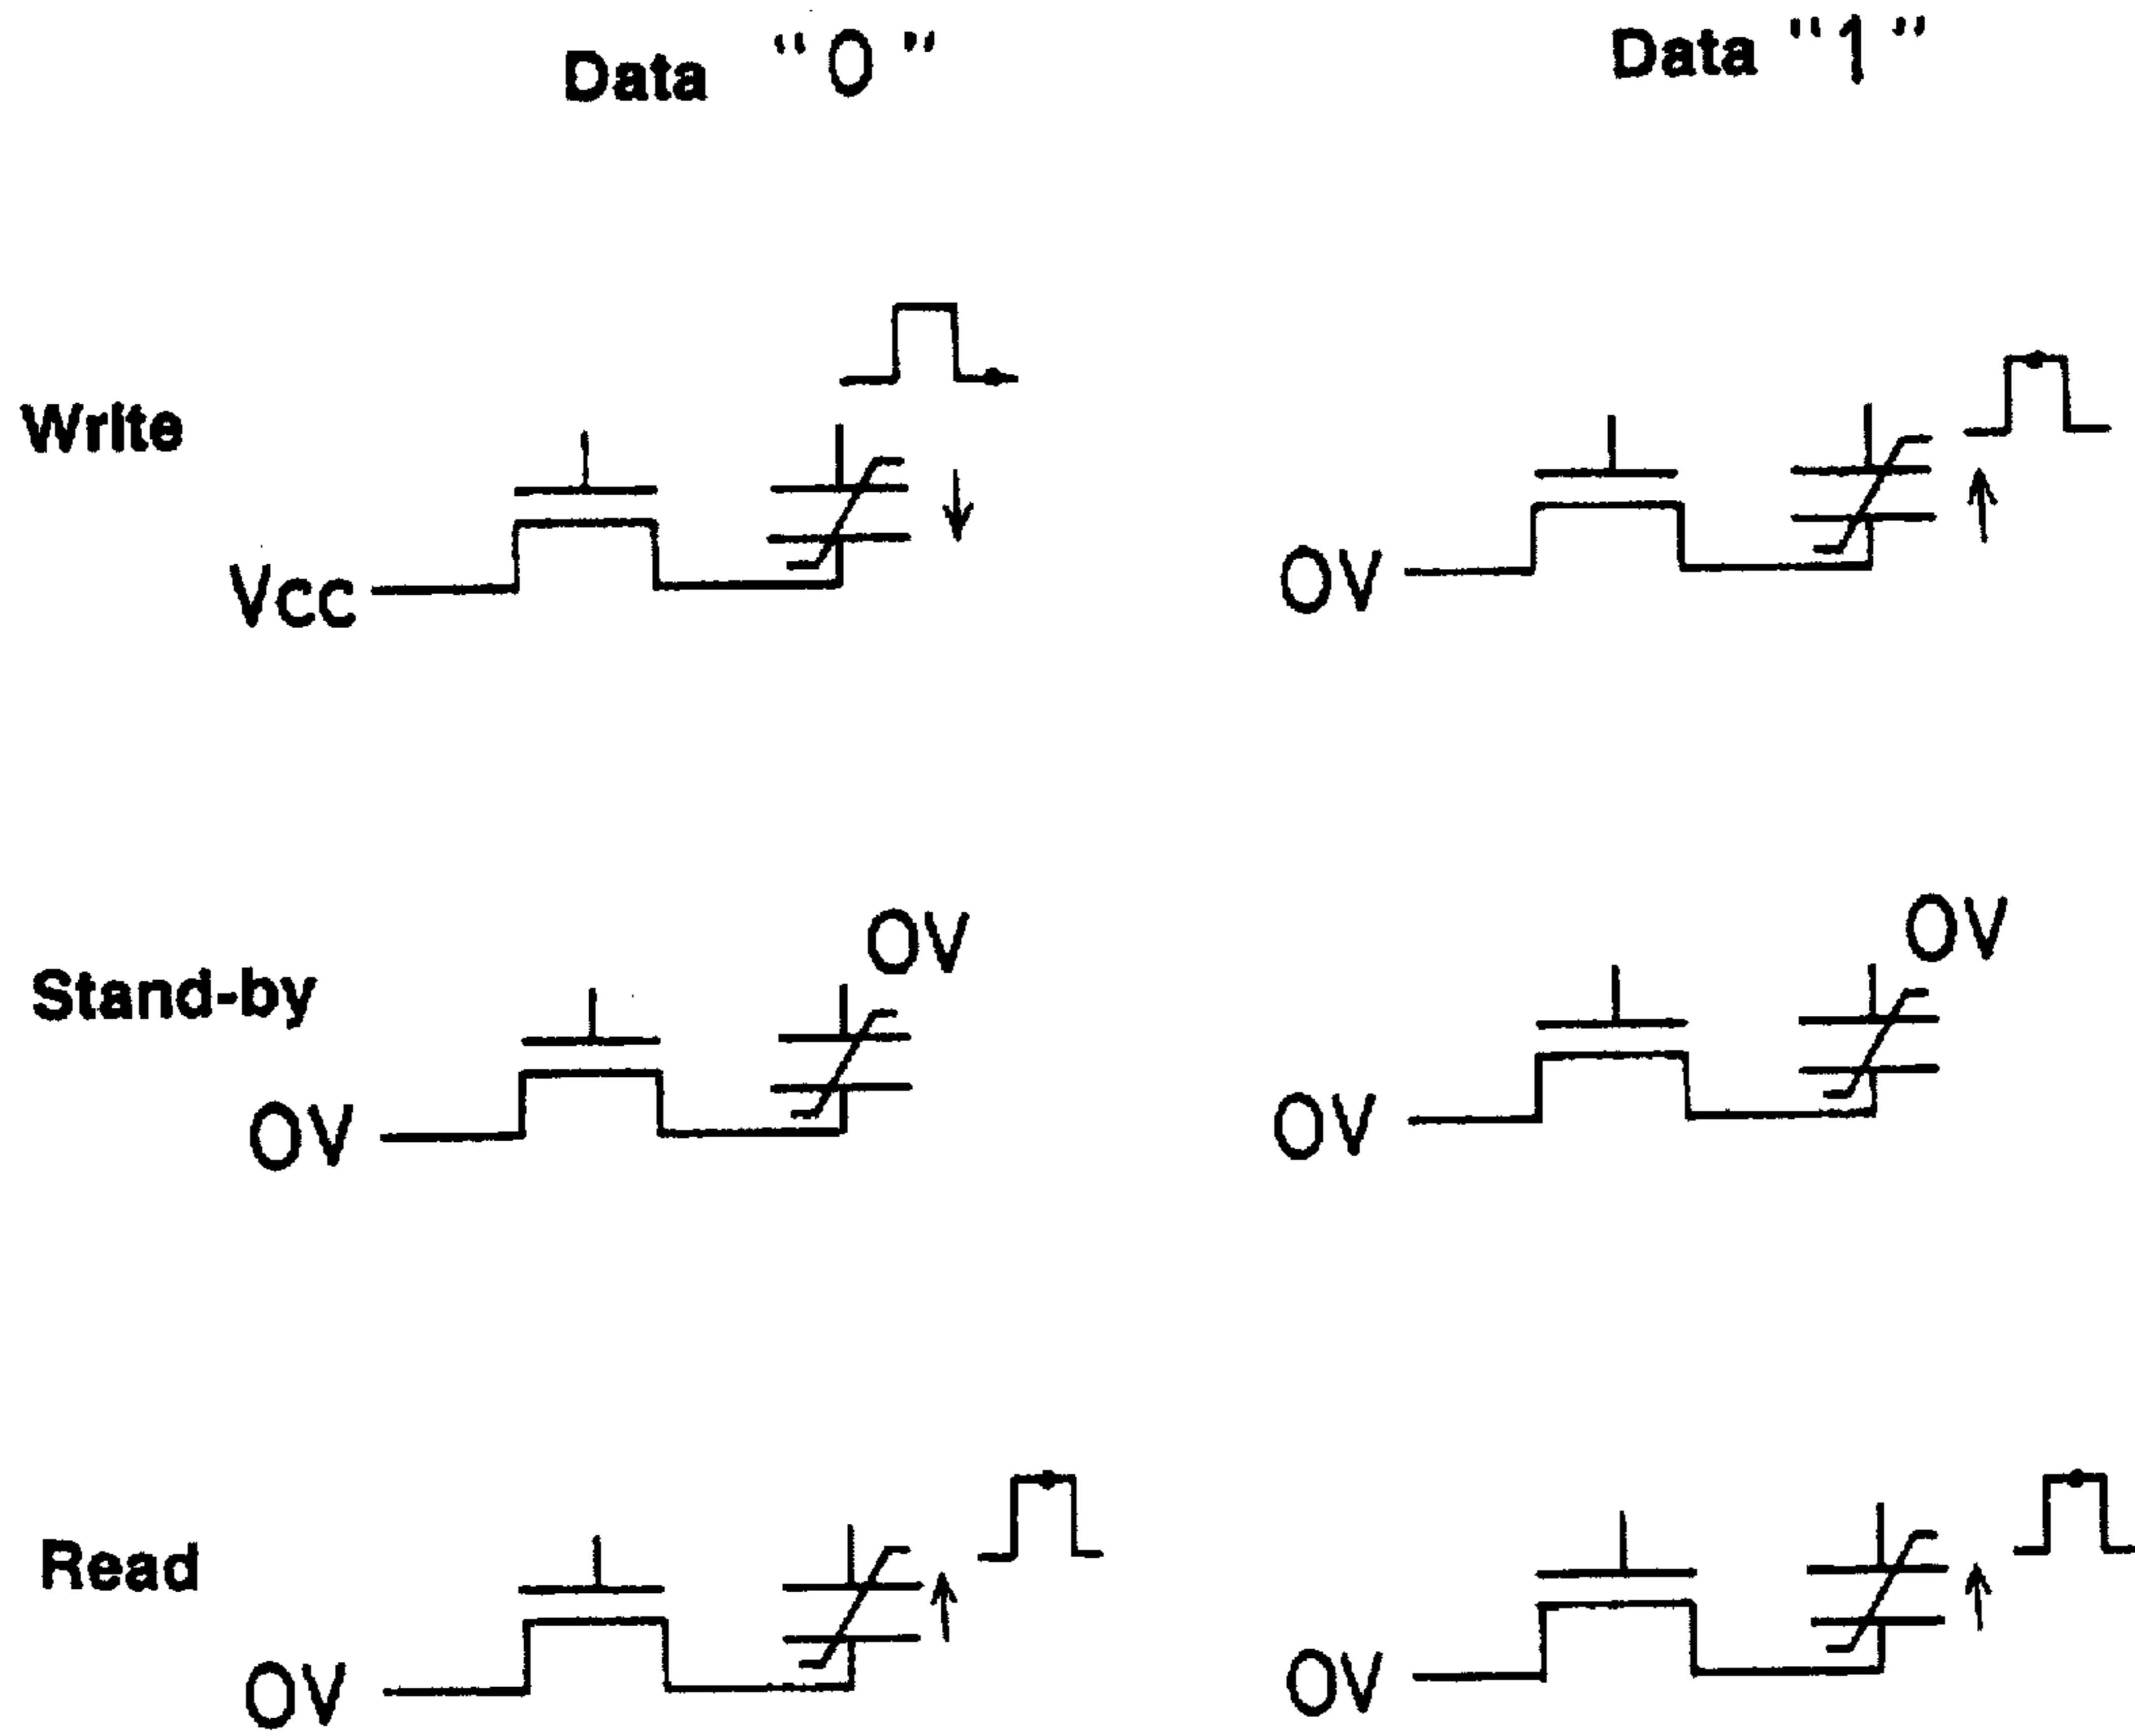 Data "0" Data "1"
Write
Vcc 0V
0V 0V
Stand-by
0V 0V
Read
0V 0V